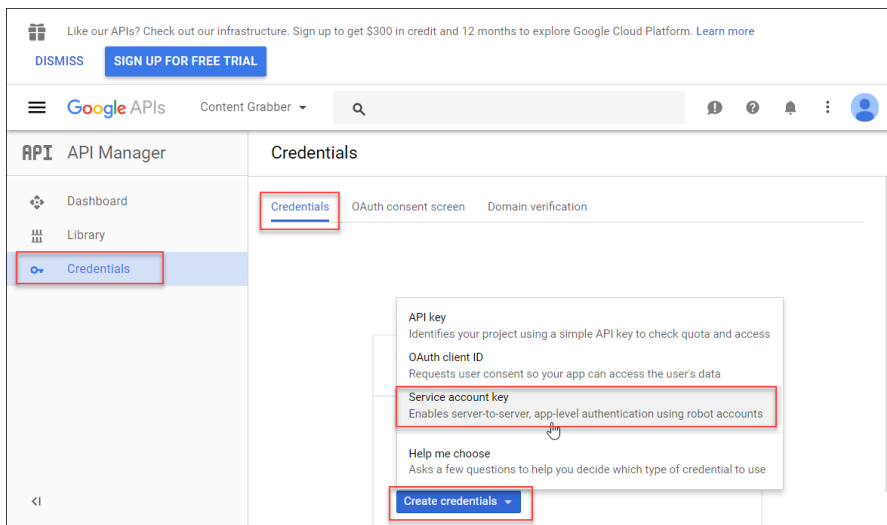 Like our APIs? Check out our infrastructure. Sign up to get $300 in credit and 12 months to explore Google Cloud Platform. Learn more
DISMISS
SIGN UP FOR FREE TRIAL
Google APIs
Content Grabber
API
API Manager
Credentials
Dashboard
Library
Credentials
Credentials
OAuth consent screen
Domain verification
API key
Identifies your project using a simple API key to check quota and access
OAuth client ID
Requests user consent so your app can access the user's data
Service account key
Enables server-to-server, app-level authentication using robot accounts
Help me choose
Asks a few questions to help you decide which type of credential to use
Create credentials